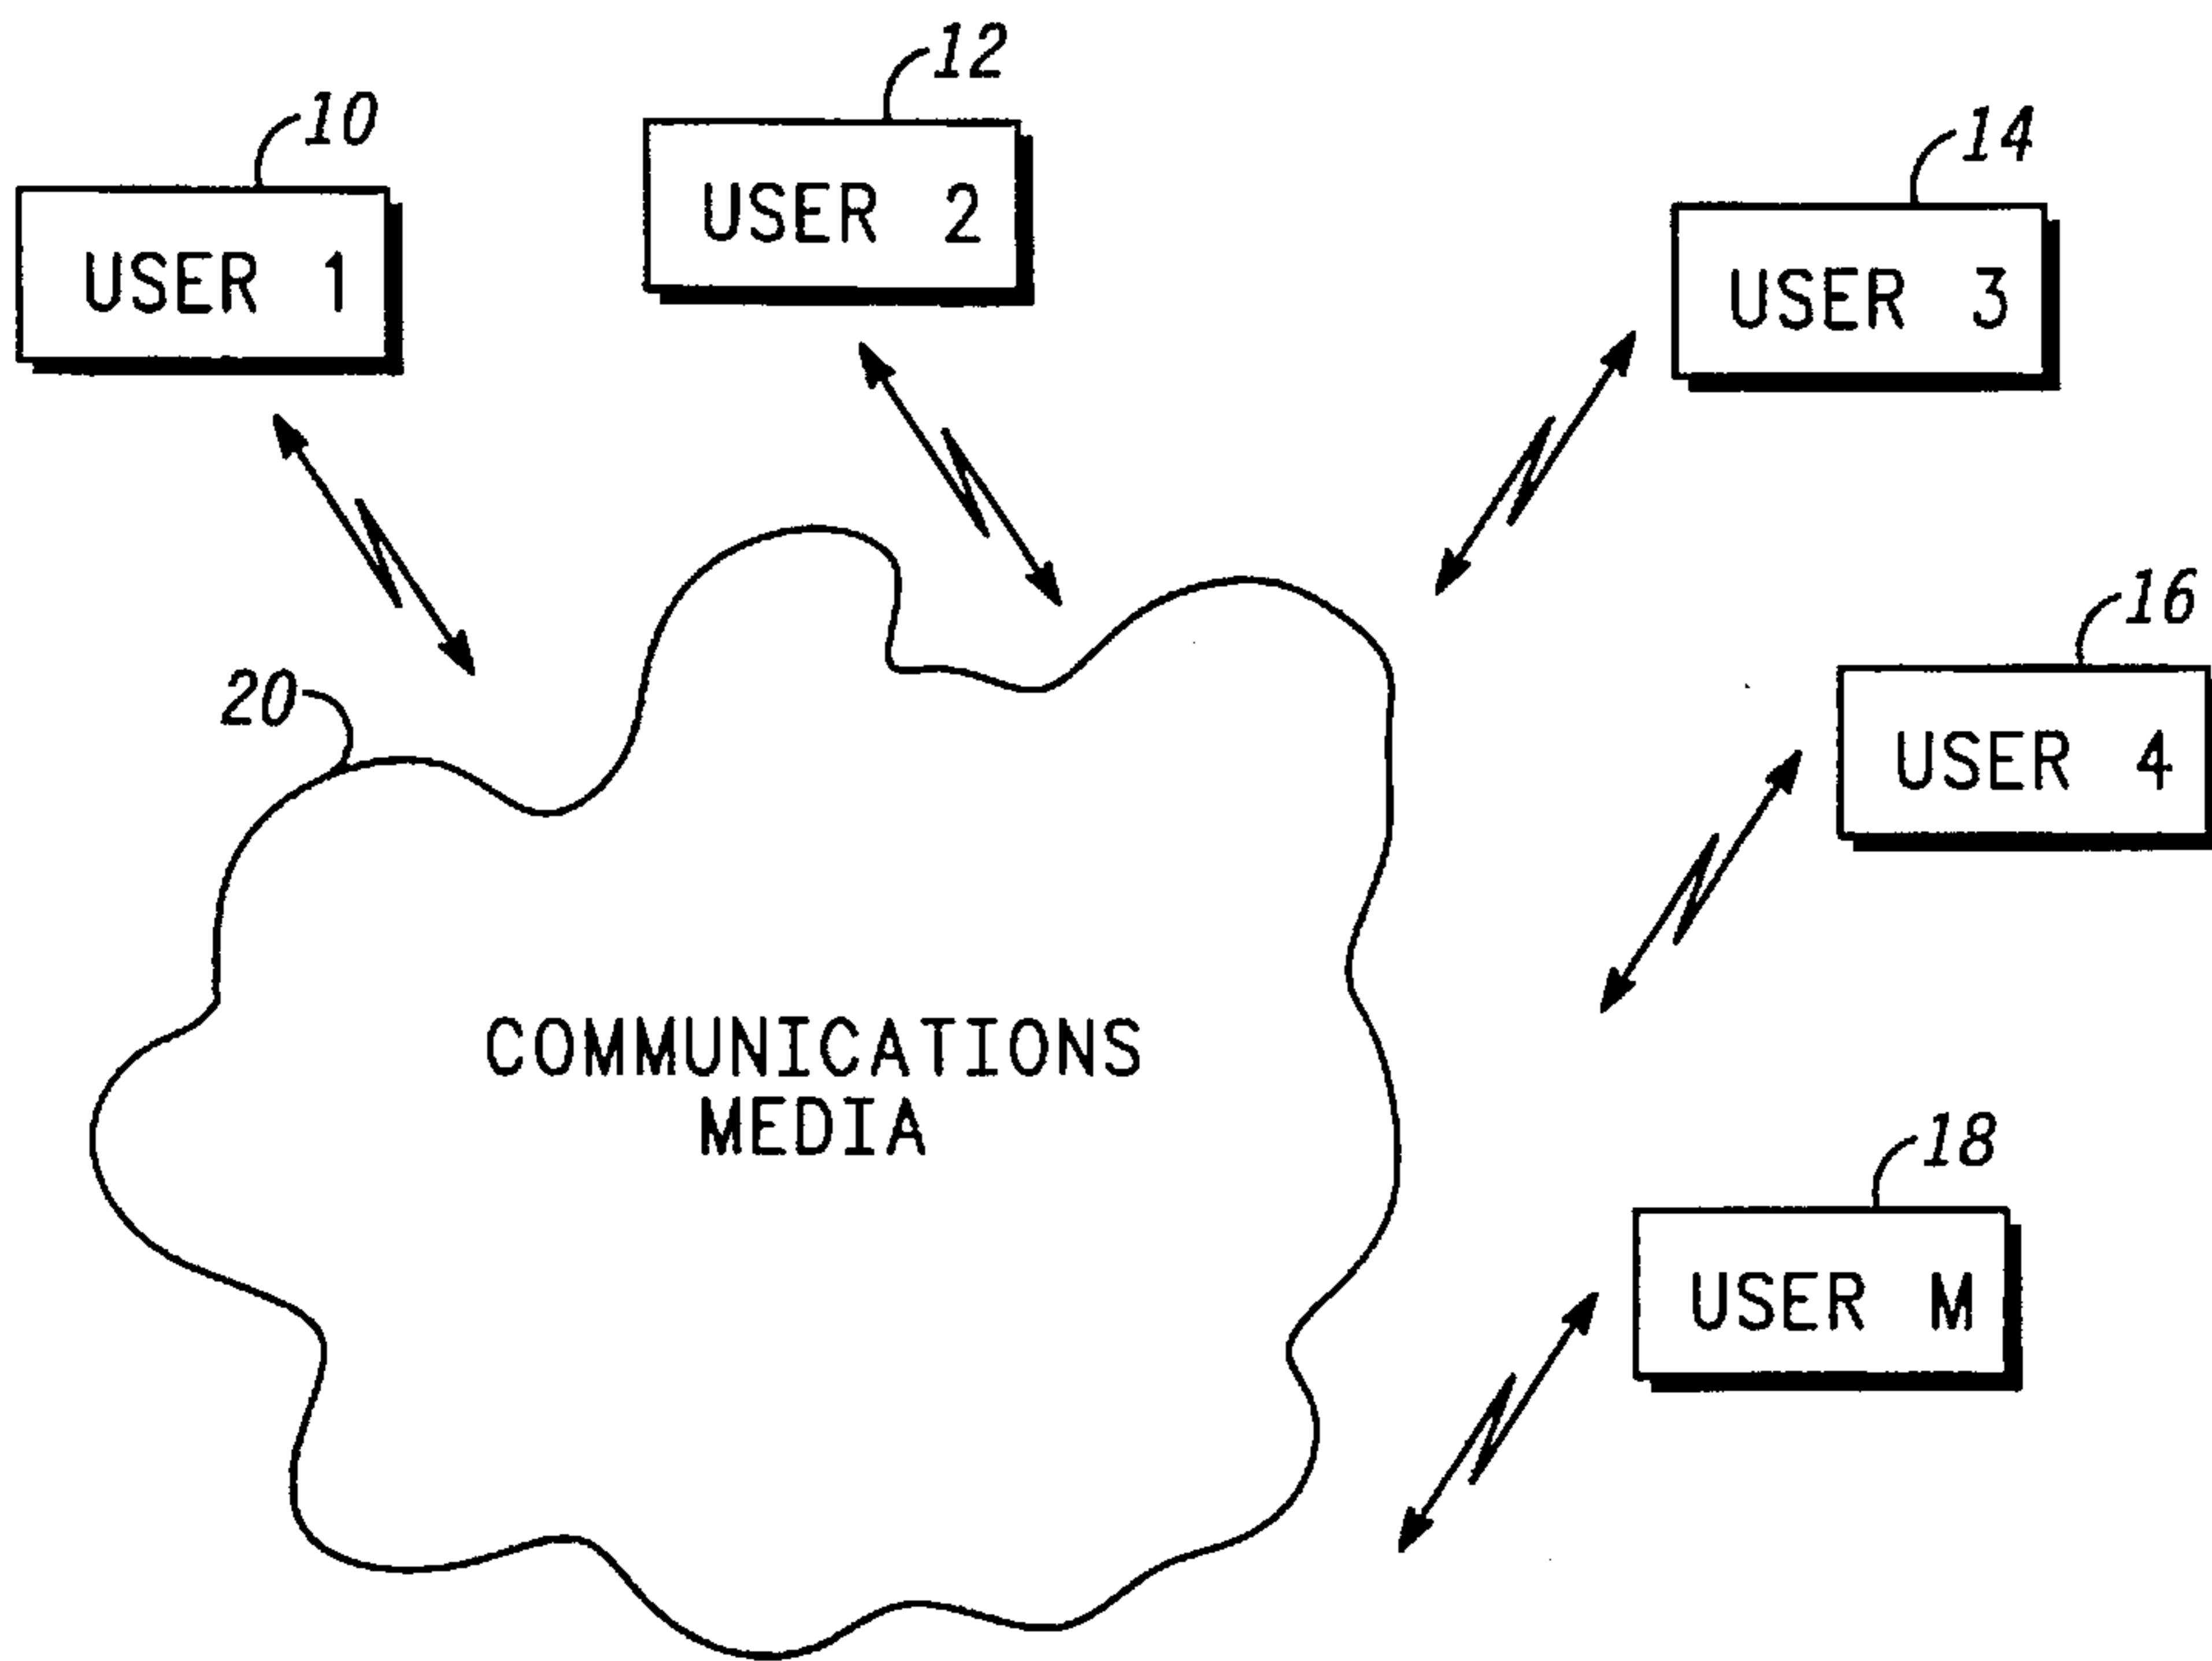 12
10
14
USER 2
USER 1
USER 3
16
20
USER 4
COMMUNICATIONS
MEDIA
18
USER M